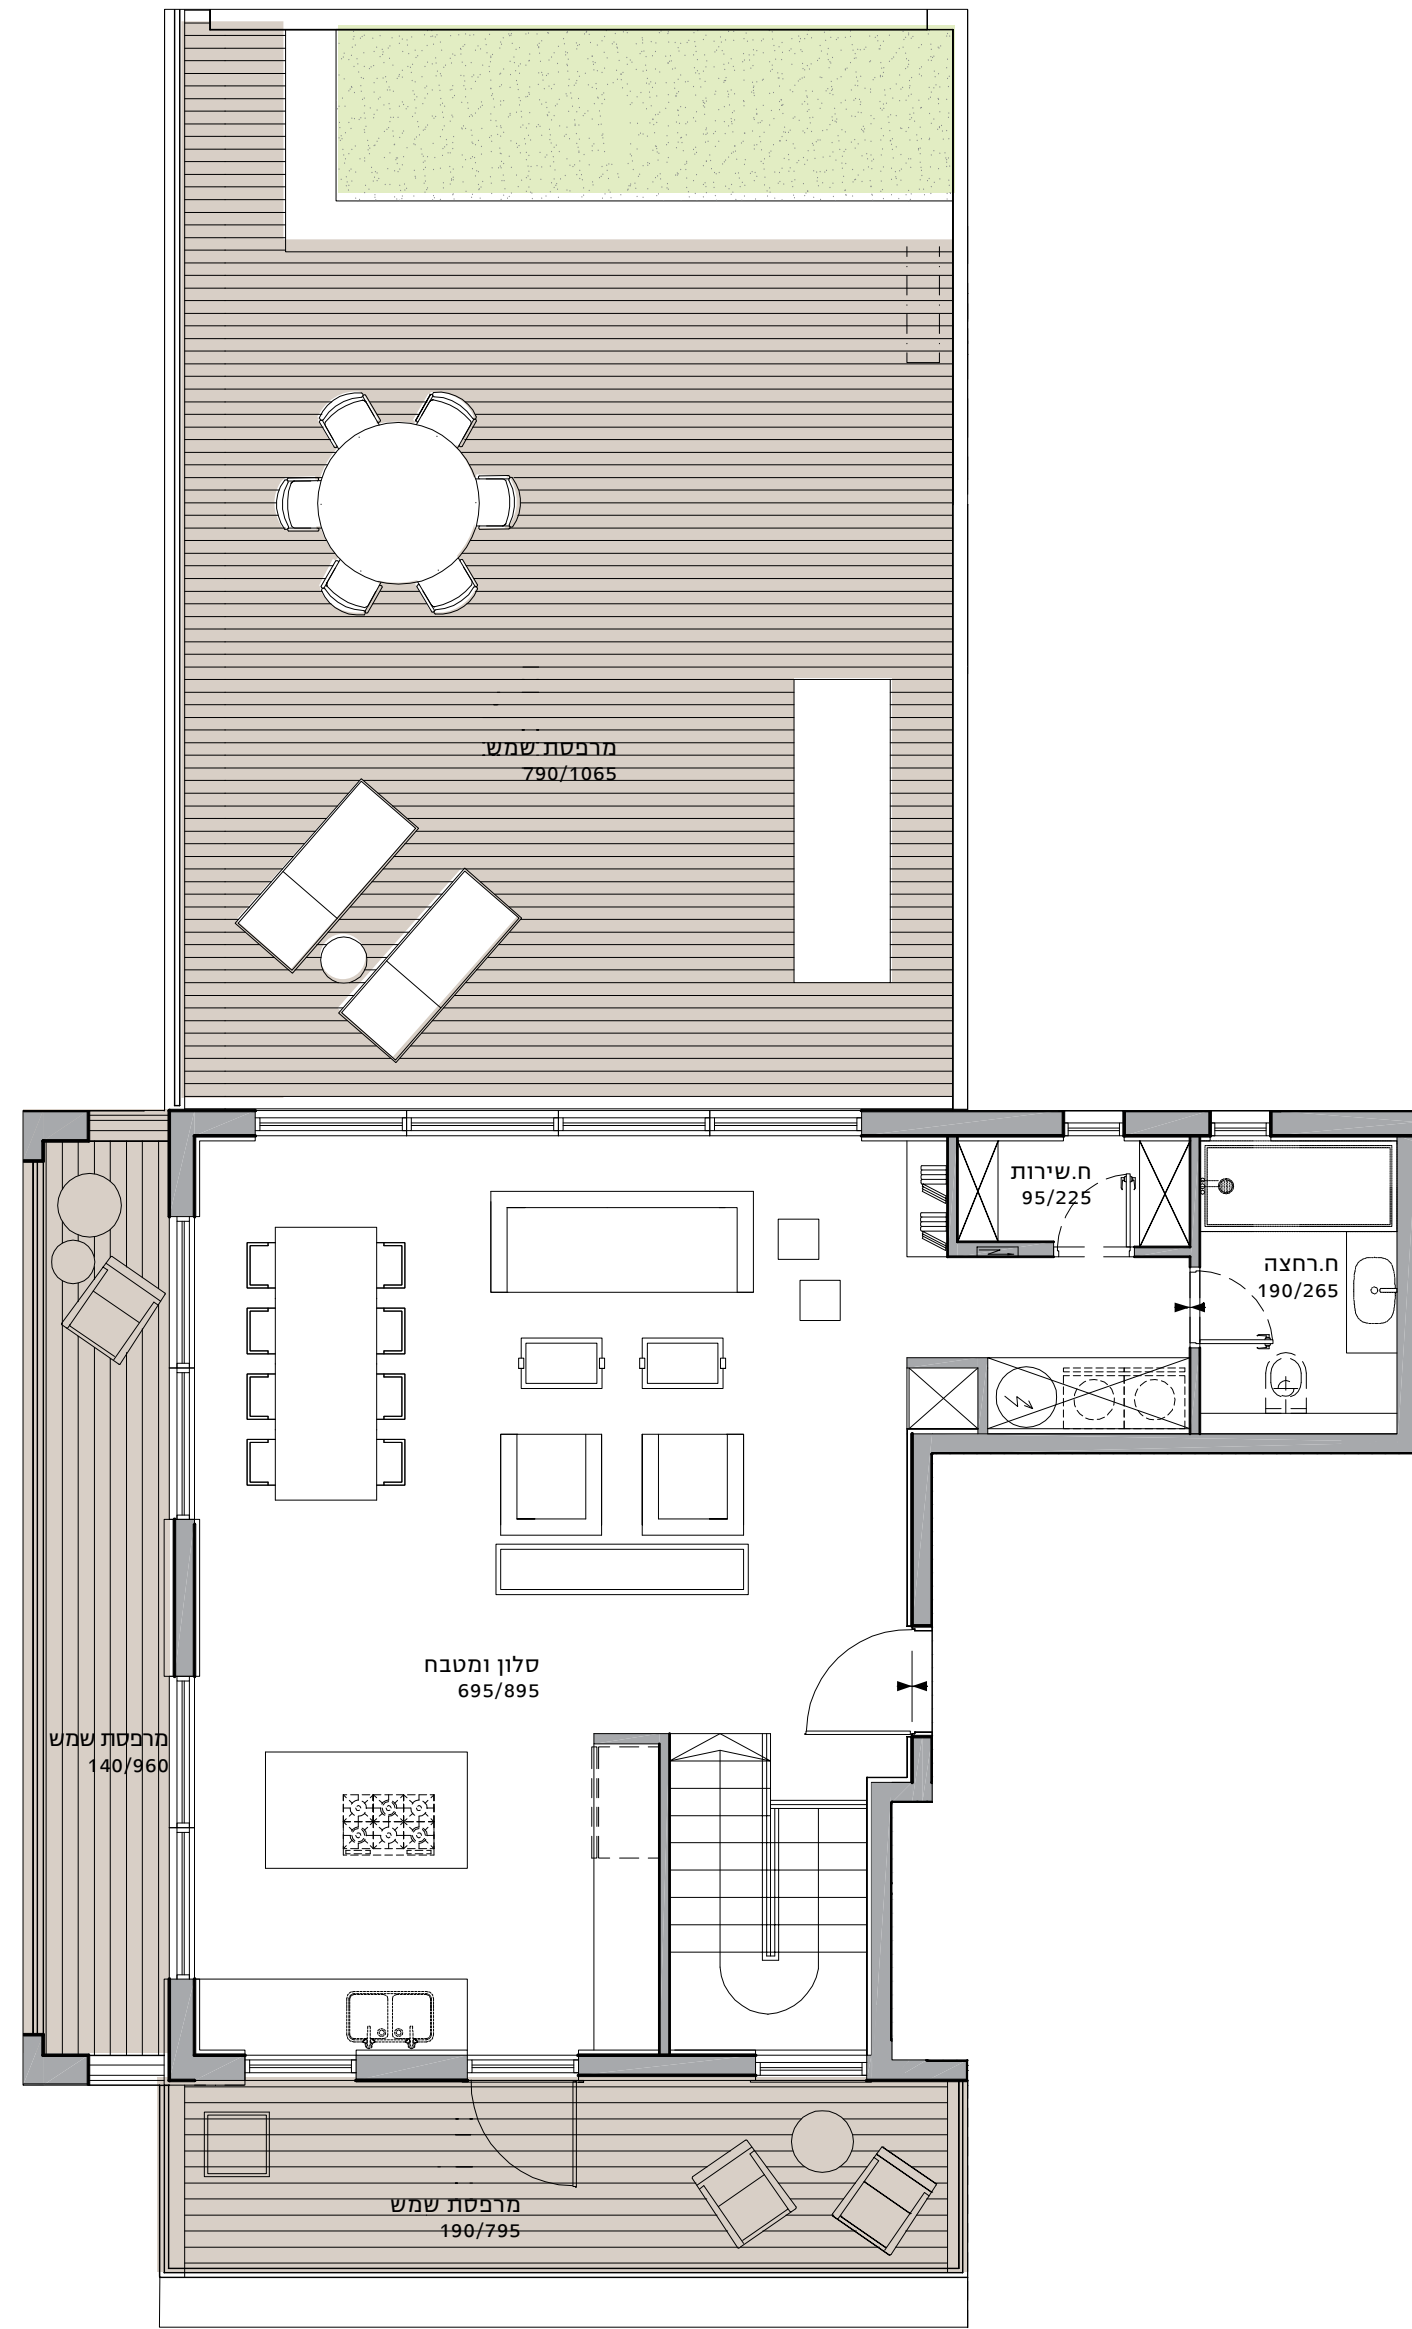 מרפסת שמש
790/1065
ח.שירות
95/225
ח.רחצה
190/265
סלון ומטבח
695/895
מרפסת שמש
140/960
מרפסת שמש
190/795